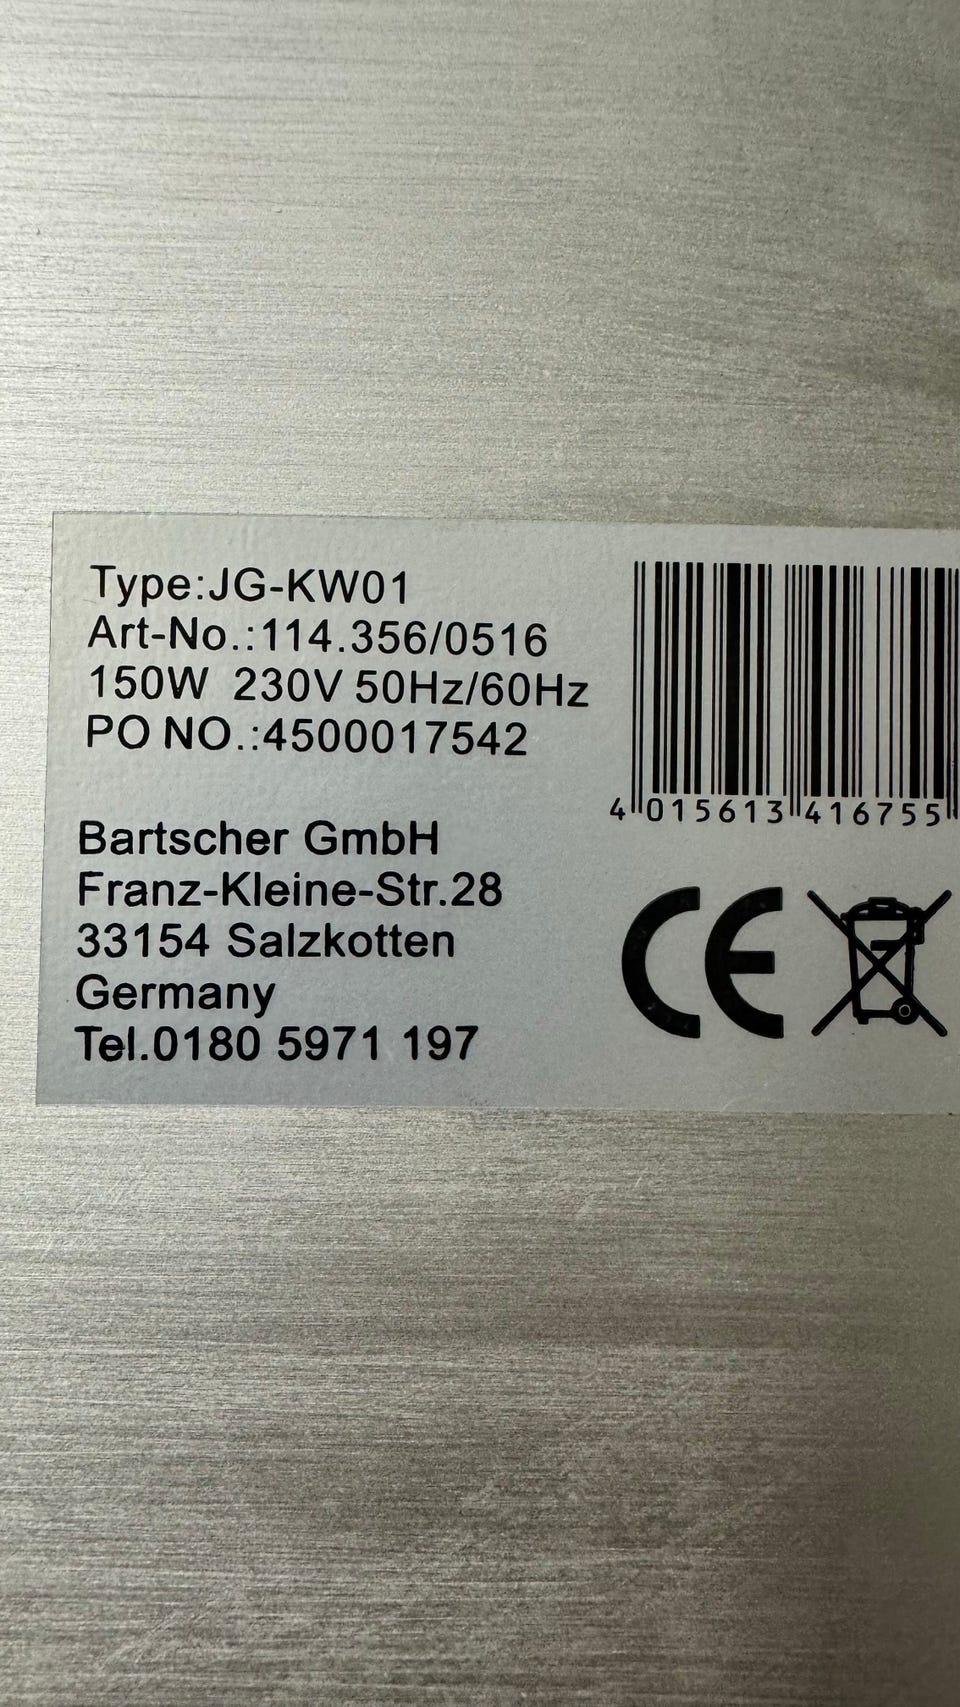 Type:JG-KW01
Art-No.:114.356/0516
150W 230V 50Hz/60Hz
PO NO.:4500017542
Bartscher GmbH
Franz-Kleine-Str.28
33154 Salzkotten
Germany
Tel.0180 5971 197
4 015613 416755
CE